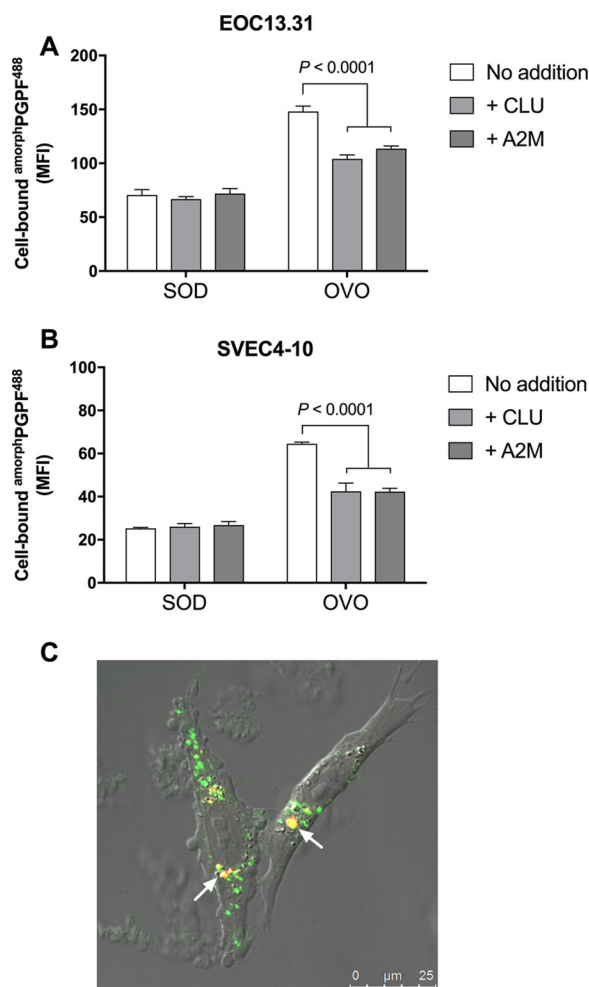 EOC13.31
A
200
150
100
50
0
Cell-bound amorphPGPF488
(MFI)
P < 0.0001
SOD
OVO
No addition
+ CLU
+ A2M
B
SVEC4-10
100
80
60
40
20
0
Cell-bound amorphPGPF488
(MFI)
P < 0.0001
SOD
OVO
No addition
+ CLU
+ A2M
C
0 µm 25